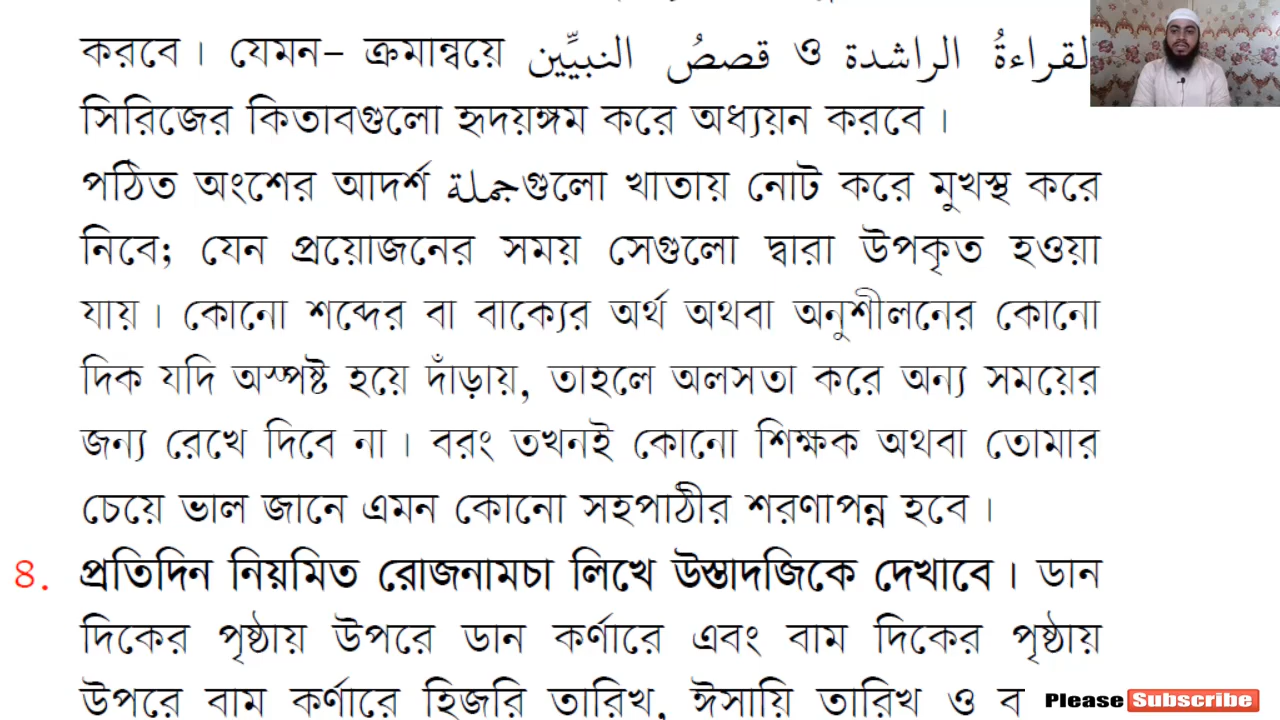 করবে। যেমন– ক্রমান্বয়ে قصصُ النبيِّين ও القراءةُ الراشدة
সিরিজের কিতাবগুলো হৃদয়ঙ্গম করে অধ্যয়ন করবে।
পঠিত অংশের আদর্শ جملةগুলো খাতায় নোট করে মুখস্থ করে
নিবে; যেন প্রয়োজনের সময় সেগুলো দ্বারা উপকৃত হওয়া
যায়। কোনো শব্দের বা বাক্যের অর্থ অথবা অনুশীলনের কোনো
দিক যদি অস্পষ্ট হয়ে দাঁড়ায়, তাহলে অলসতা করে অন্য সময়ের
জন্য রেখে দিবে না। বরং তখনই কোনো শিক্ষক অথবা তোমার
চেয়ে ভাল জানে এমন কোনো সহপাঠীর শরণাপন্ন হবে।
৪. প্রতিদিন নিয়মিত রোজনামচা লিখে উস্তাদজিকে দেখাবে। ডান
দিকের পৃষ্ঠায় উপরে ডান কর্ণারে এবং বাম দিকের পৃষ্ঠায়
উপরে বাম কর্ণারে হিজরি তারিখ, ঈসায়ি তারিখ ও ব
Please Subscribe